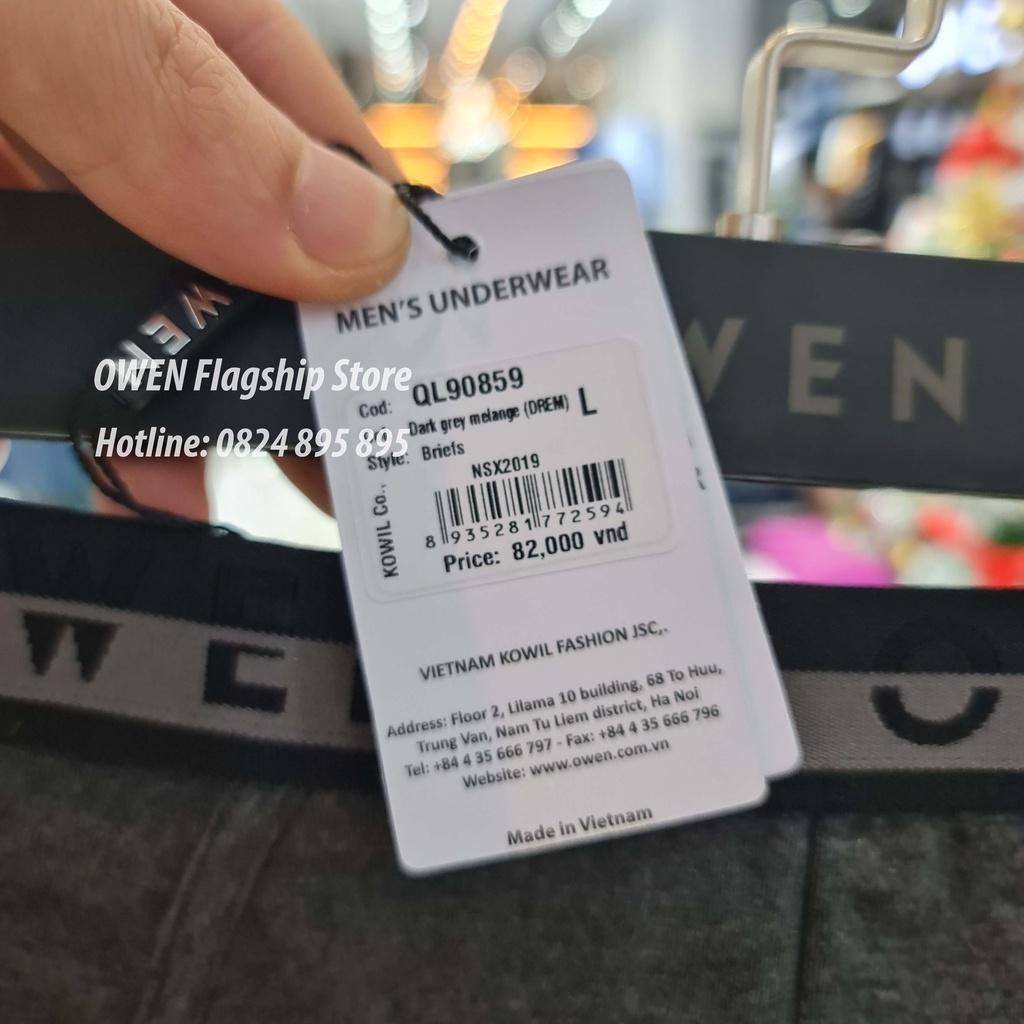 WEN
MEN'S UNDERWEAR
WEN
OWEN Flagship Store
Hotline: 0824 895 895
Cod: QL90859
Dark grey melange (DREM) L
Style: Briefs
NSX2019
KOWIL Co.,
8 935281 772594
Price: 82,000 vnd
W E
O
VIETNAM KOWIL FASHION JSC,.
Address: Floor 2, Lilama 10 building, 68 To Huu,
Trung Van, Nam Tu Liem district, Ha Noi
Tel: +84 4 35 666 797 - Fax: +84 4 35 666 796
Website: www.owen.com.vn
Made in Vietnam